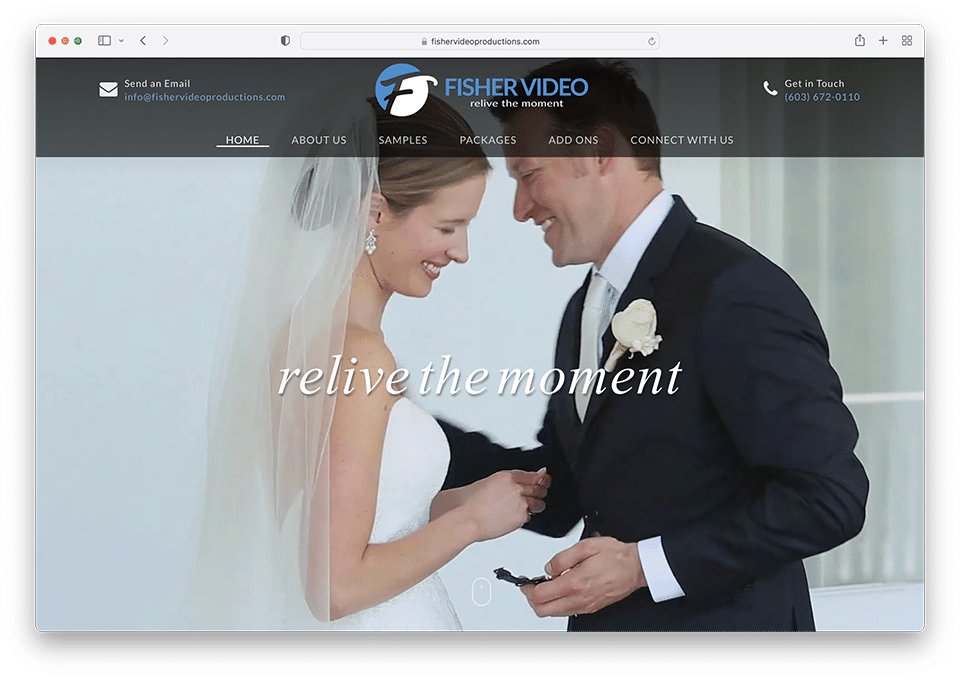 fishervideoproductions.com
Send an Email
info@fishervideoproductions.com
FISHER VIDEO
relive the moment
Get in Touch
(603) 672-0110
HOME ABOUT US SAMPLES PACKAGES ADD ONS CONNECT WITH US
relive the moment